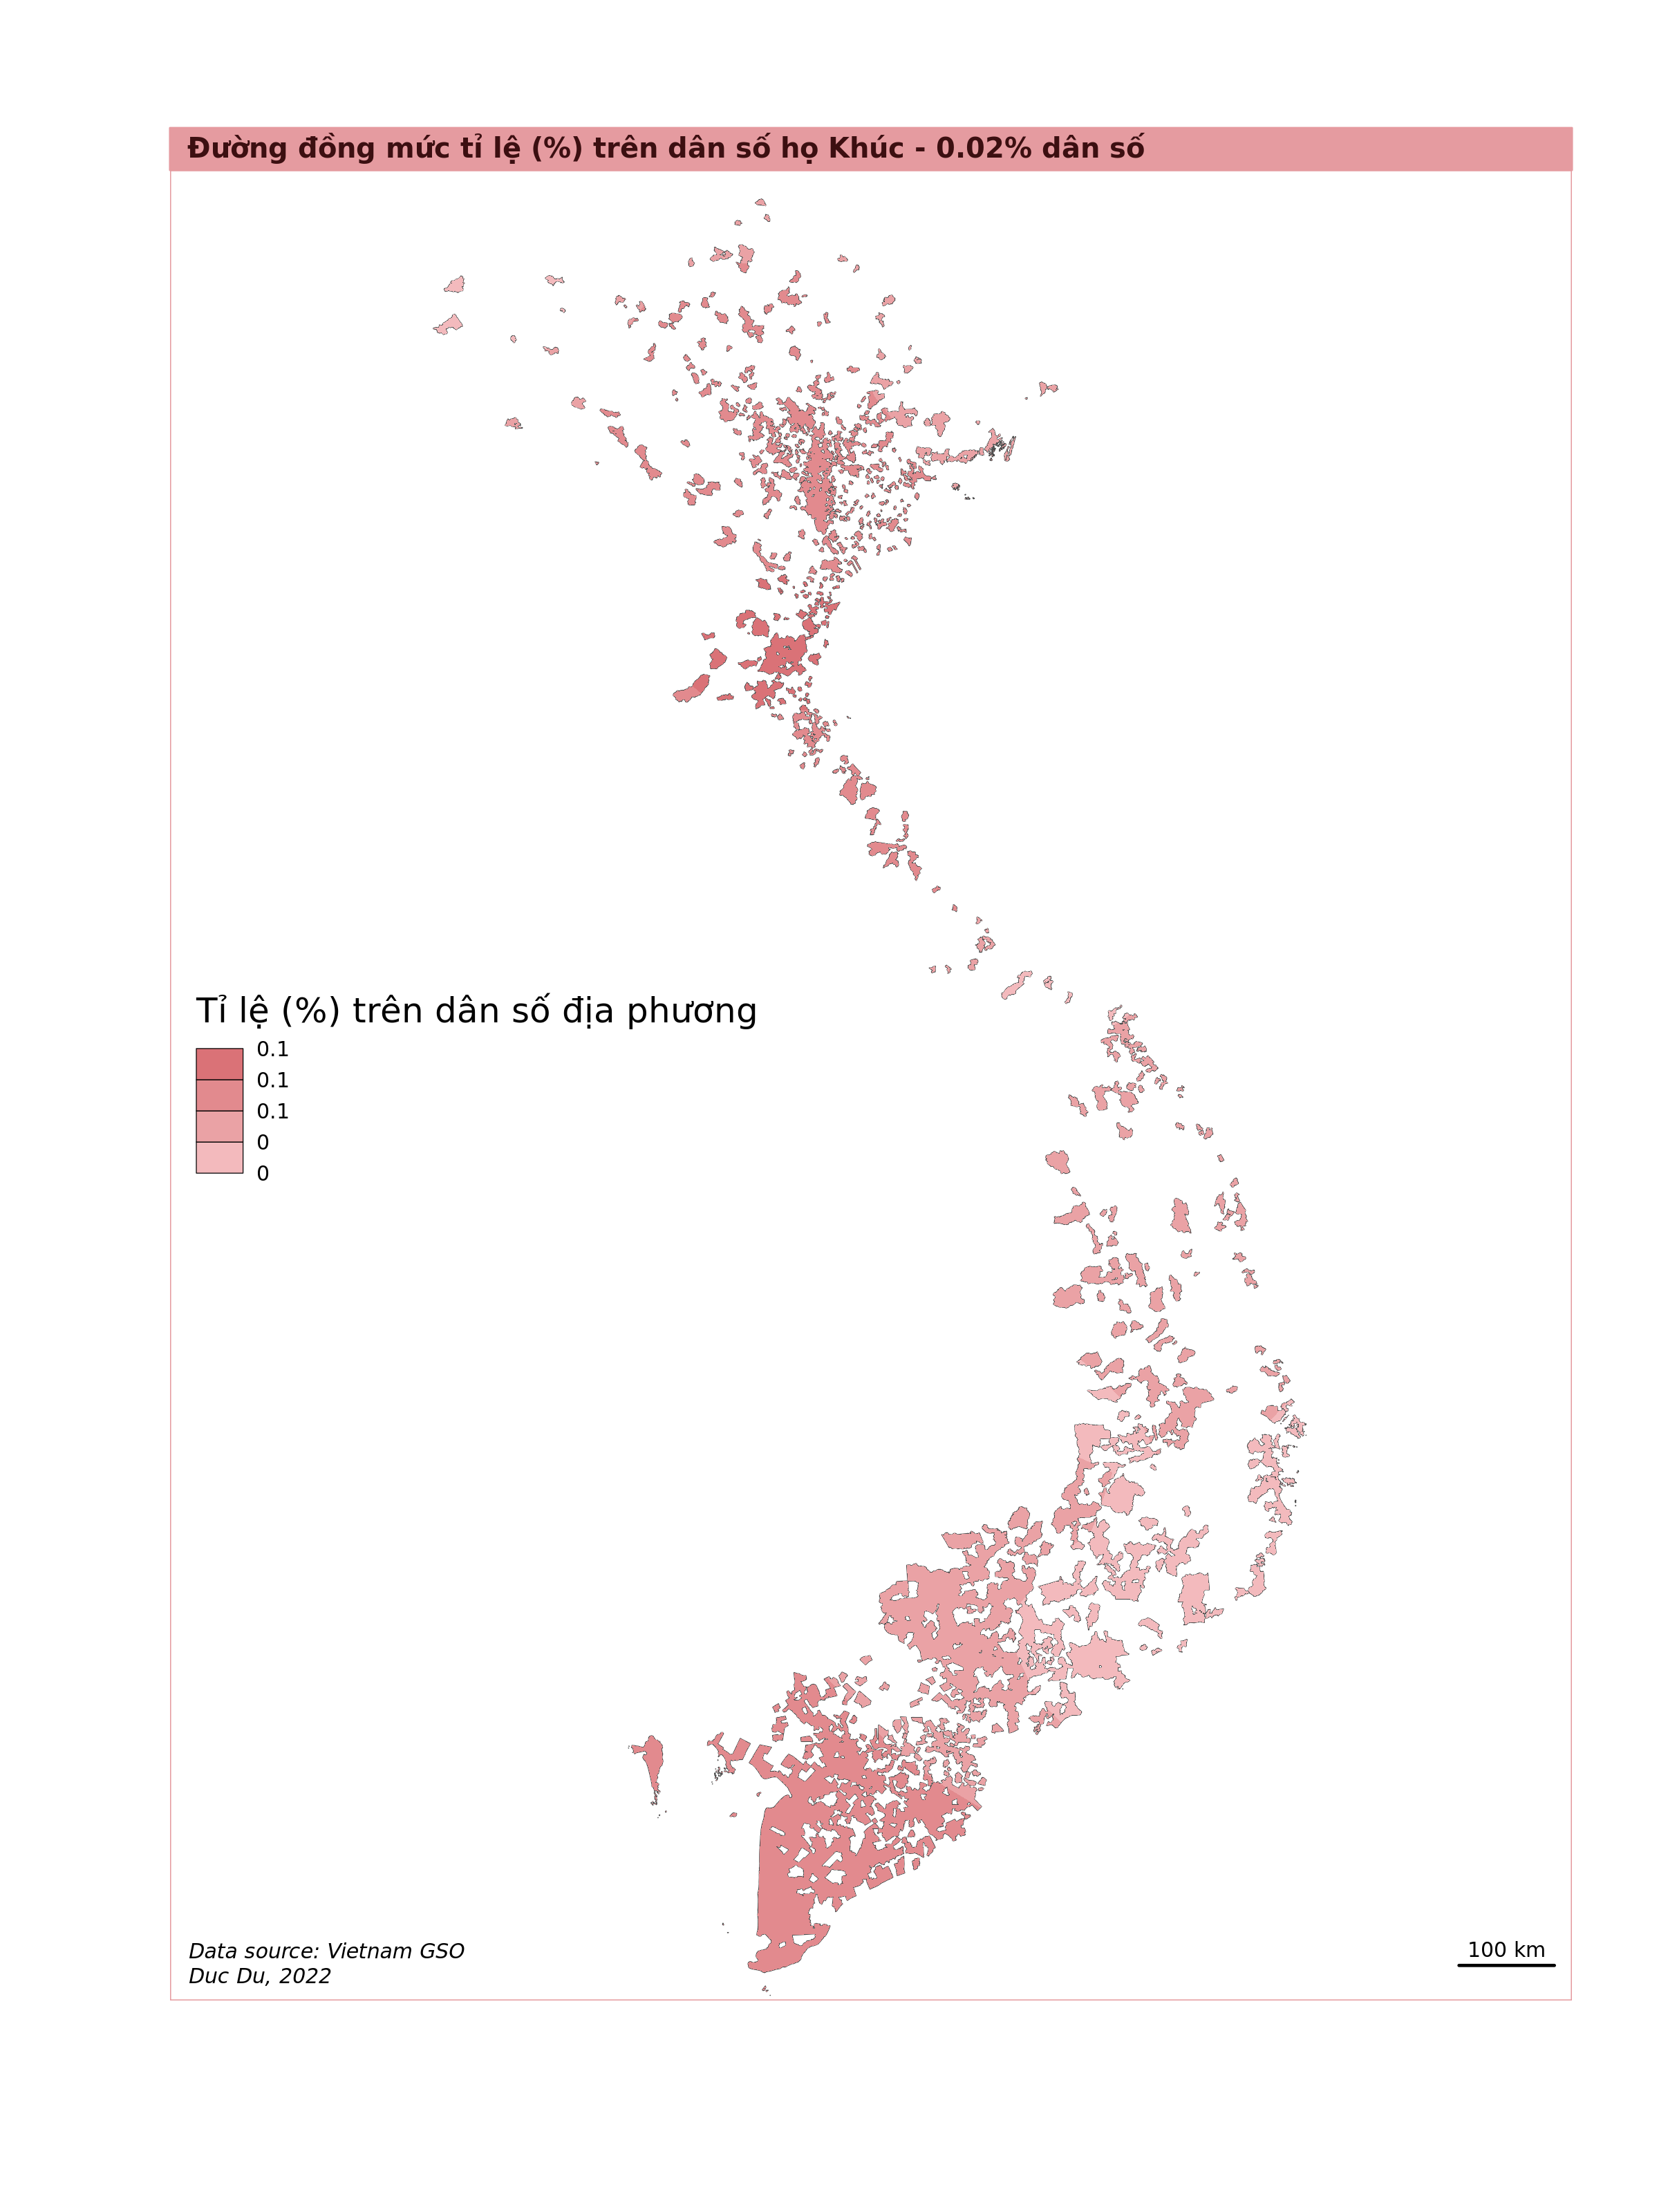 Đường đồng mức tỉ lệ (%) trên dân số họ Khúc - 0.02% dân số
Tỉ lệ (%) trên dân số địa phương
0.1
0.1
0.1
0
0
Data source: Vietnam GSO
Duc Du, 2022
100 km